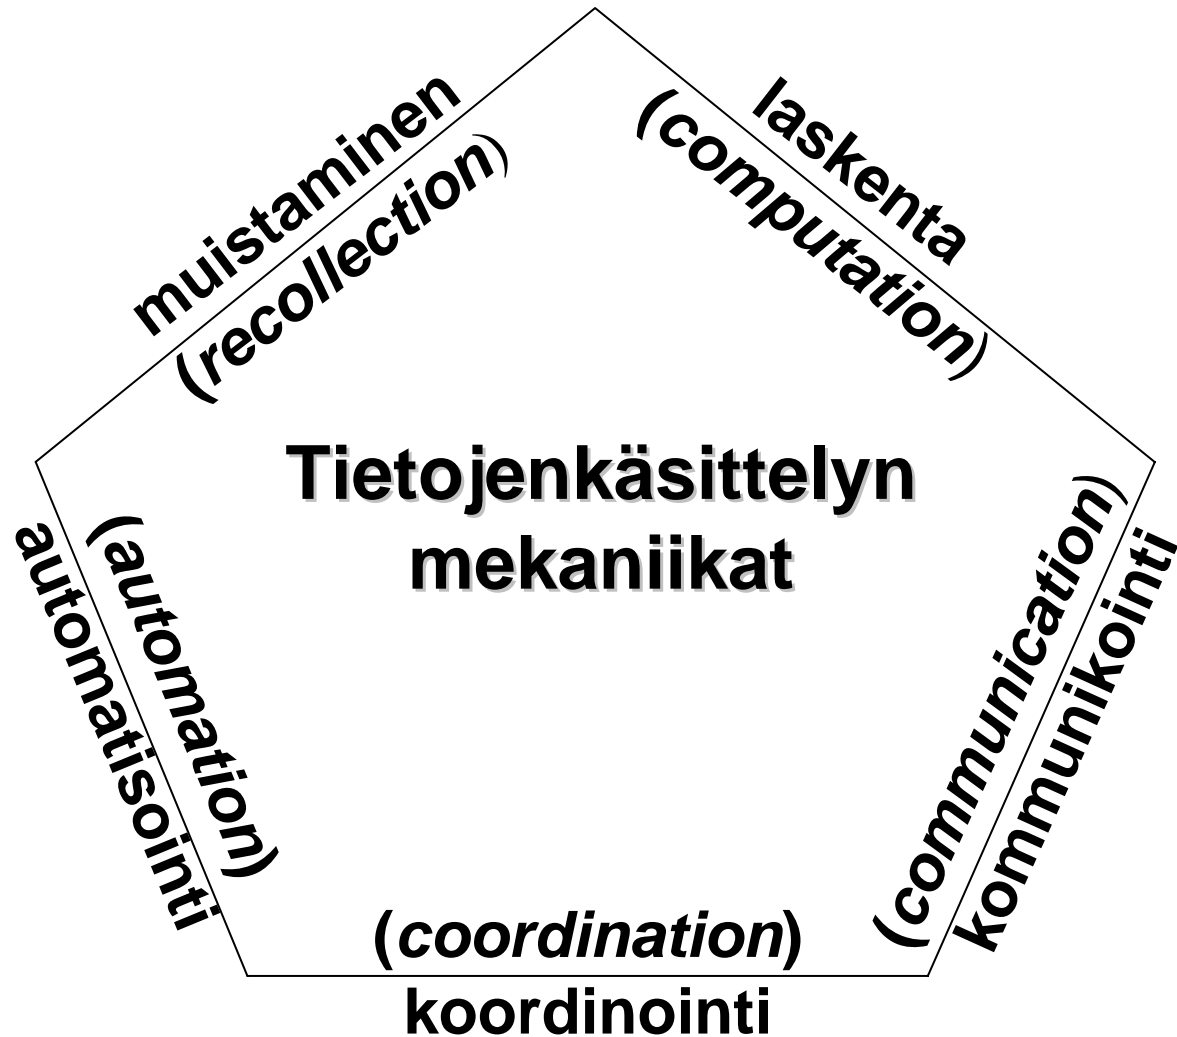 muistaminen
(recollection)
laskenta
(computation)
Tietojenkäsittelyn
mekaniikat
automatisointi
(automation)
(communication)
kommunikointi
(coordination)
koordinointi